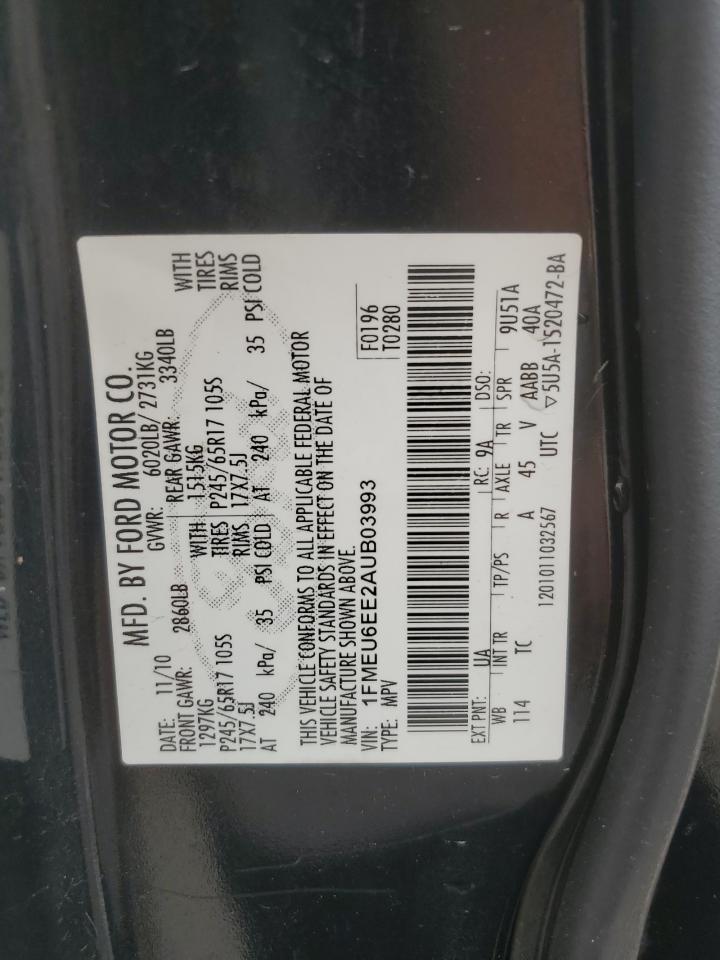 MFD. BY FORD MOTOR CO.
DATE: 11/10 GVWR: 6020LB/ 2731KG
FRONT GAWR: 2860LB REAR GAWR: 3340LB
1297KG WITH 1515KG WITH
P245/65R17 105S TIRES P245/65R17 105S TIRES
17X7.5J RIMS 17X7.5J RIMS
AT 240 kPa/ 35 PSI COLD AT 240 kPa/ 35 PSI COLD
THIS VEHICLE CONFORMS TO ALL APPLICABLE FEDERAL MOTOR
VEHICLE SAFETY STANDARDS IN EFFECT ON THE DATE OF
MANUFACTURE SHOWN ABOVE.
VIN: 1FMEU6EE2AUB03993 F0196
TYPE: MPV T0280
EXT PNT: UA RC: 9A DSO:
WB INT TR TP/PS R AXLE TR SPR 9U51A
114 TC A 45 V AABB 40A
1201011032567 UTC ▽5U5A-1520472-BA